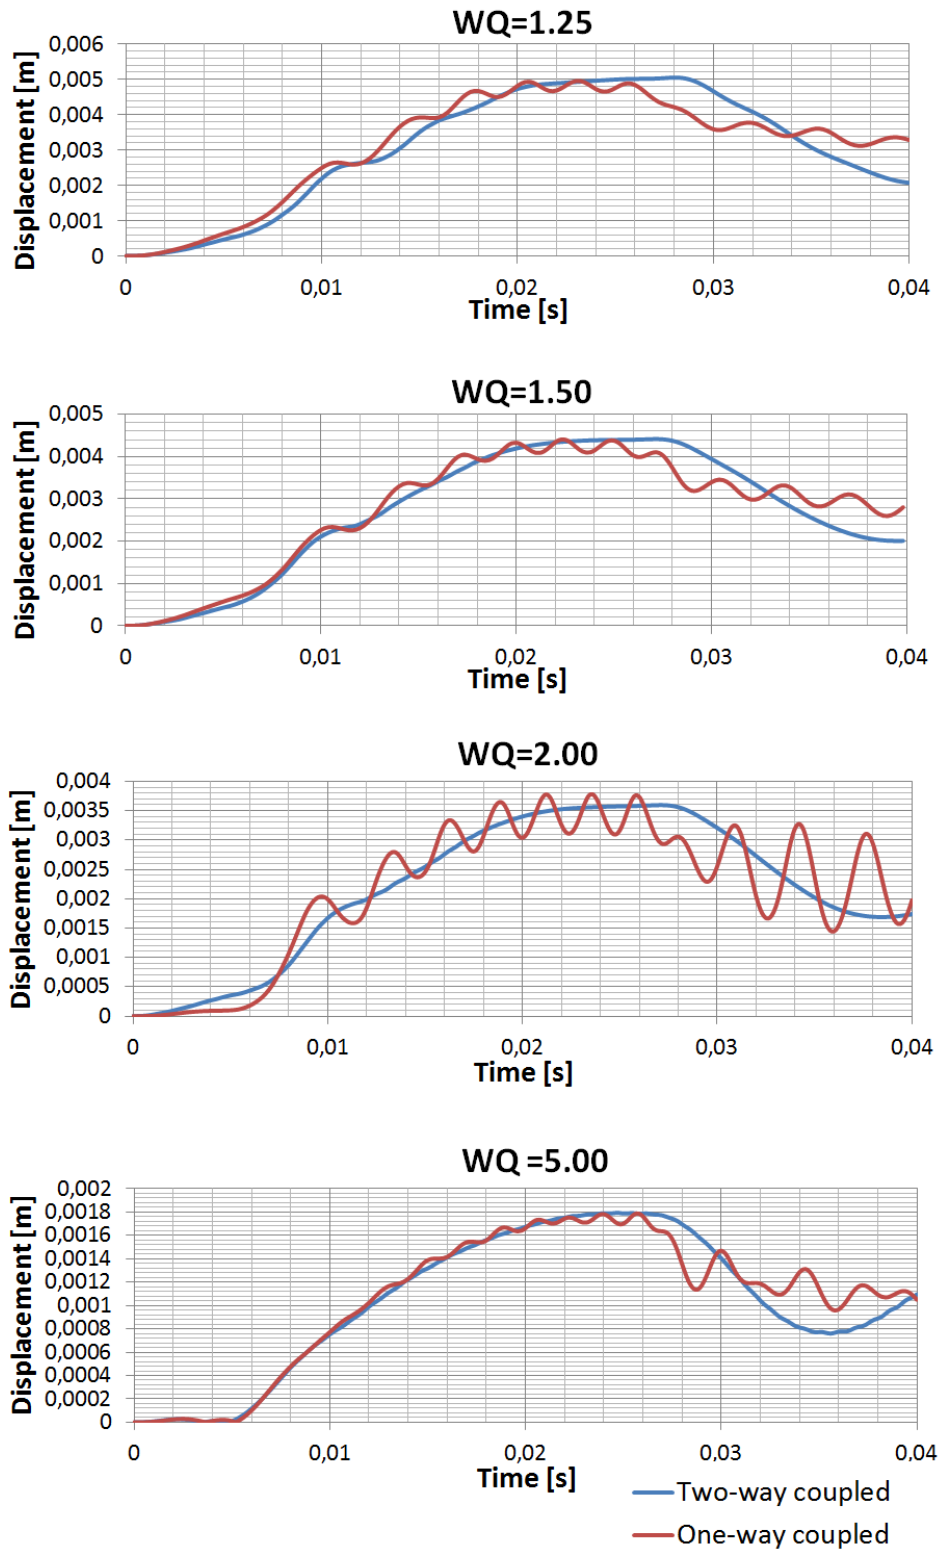 WQ=1.25
Displacement [m]
0,006
0,005
0,004
0,003
0,002
0,001
0
0 0,01 0,02 0,03 0,04
Time [s]
WQ=1.50
Displacement [m]
0,005
0,004
0,003
0,002
0,001
0
0 0,01 0,02 0,03 0,04
Time [s]
WQ=2.00
Displacement [m]
0,004
0,0035
0,003
0,0025
0,002
0,0015
0,001
0,0005
0
0 0,01 0,02 0,03 0,04
Time [s]
WQ =5.00
Displacement [m]
0,002
0,0018
0,0016
0,0014
0,0012
0,001
0,0008
0,0006
0,0004
0,0002
0
0 0,01 0,02 0,03 0,04
Time [s]
Two-way coupled
One-way coupled